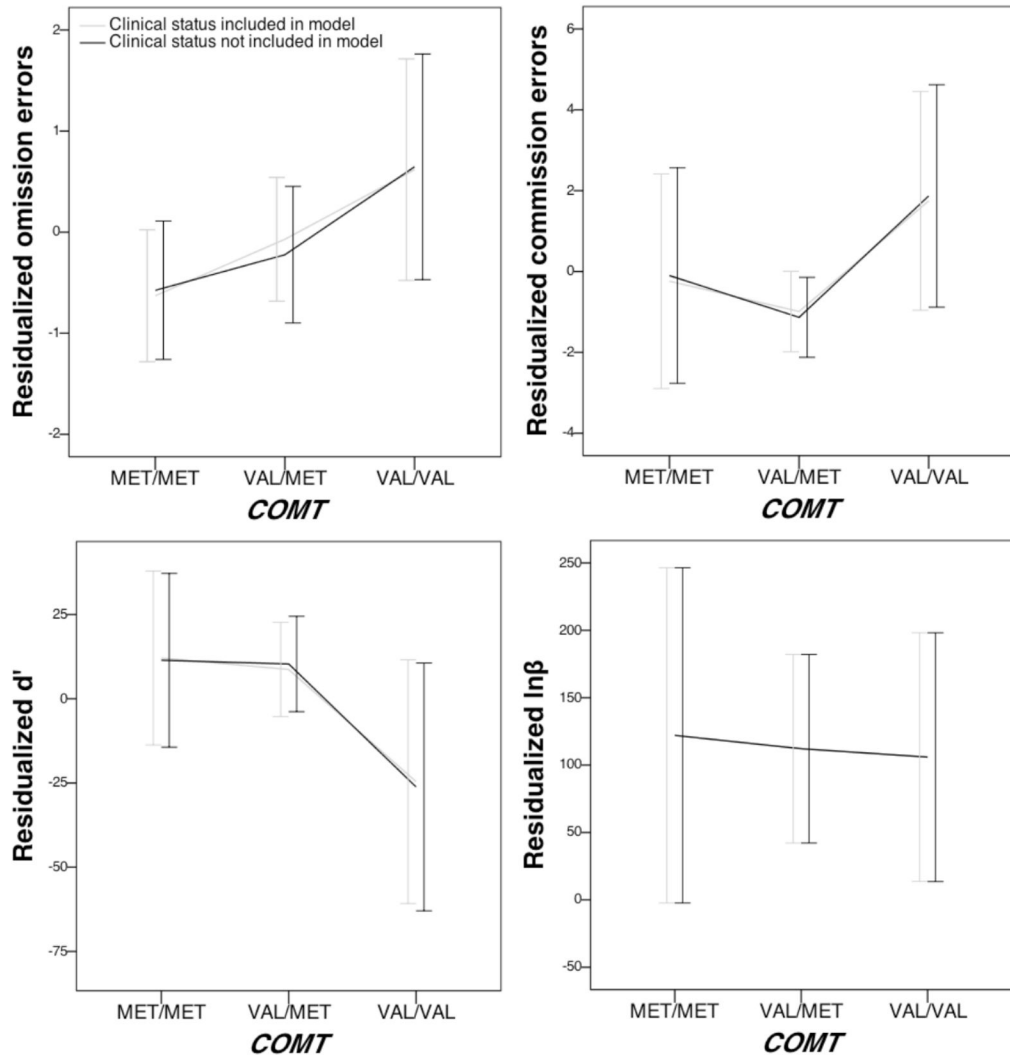 Clinical status included in model
Clinical status not included in model
Residualized omission errors
2
1
0
-1
-2
MET/MET VAL/MET VAL/VAL
COMT
Residualized commission errors
6
4
2
0
-2
-4
MET/MET VAL/MET VAL/VAL
COMT
Residualized d'
25
0
-25
-50
-75
MET/MET VAL/MET VAL/VAL
COMT
Residualized lnβ
250
200
150
100
50
0
-50
MET/MET VAL/MET VAL/VAL
COMT